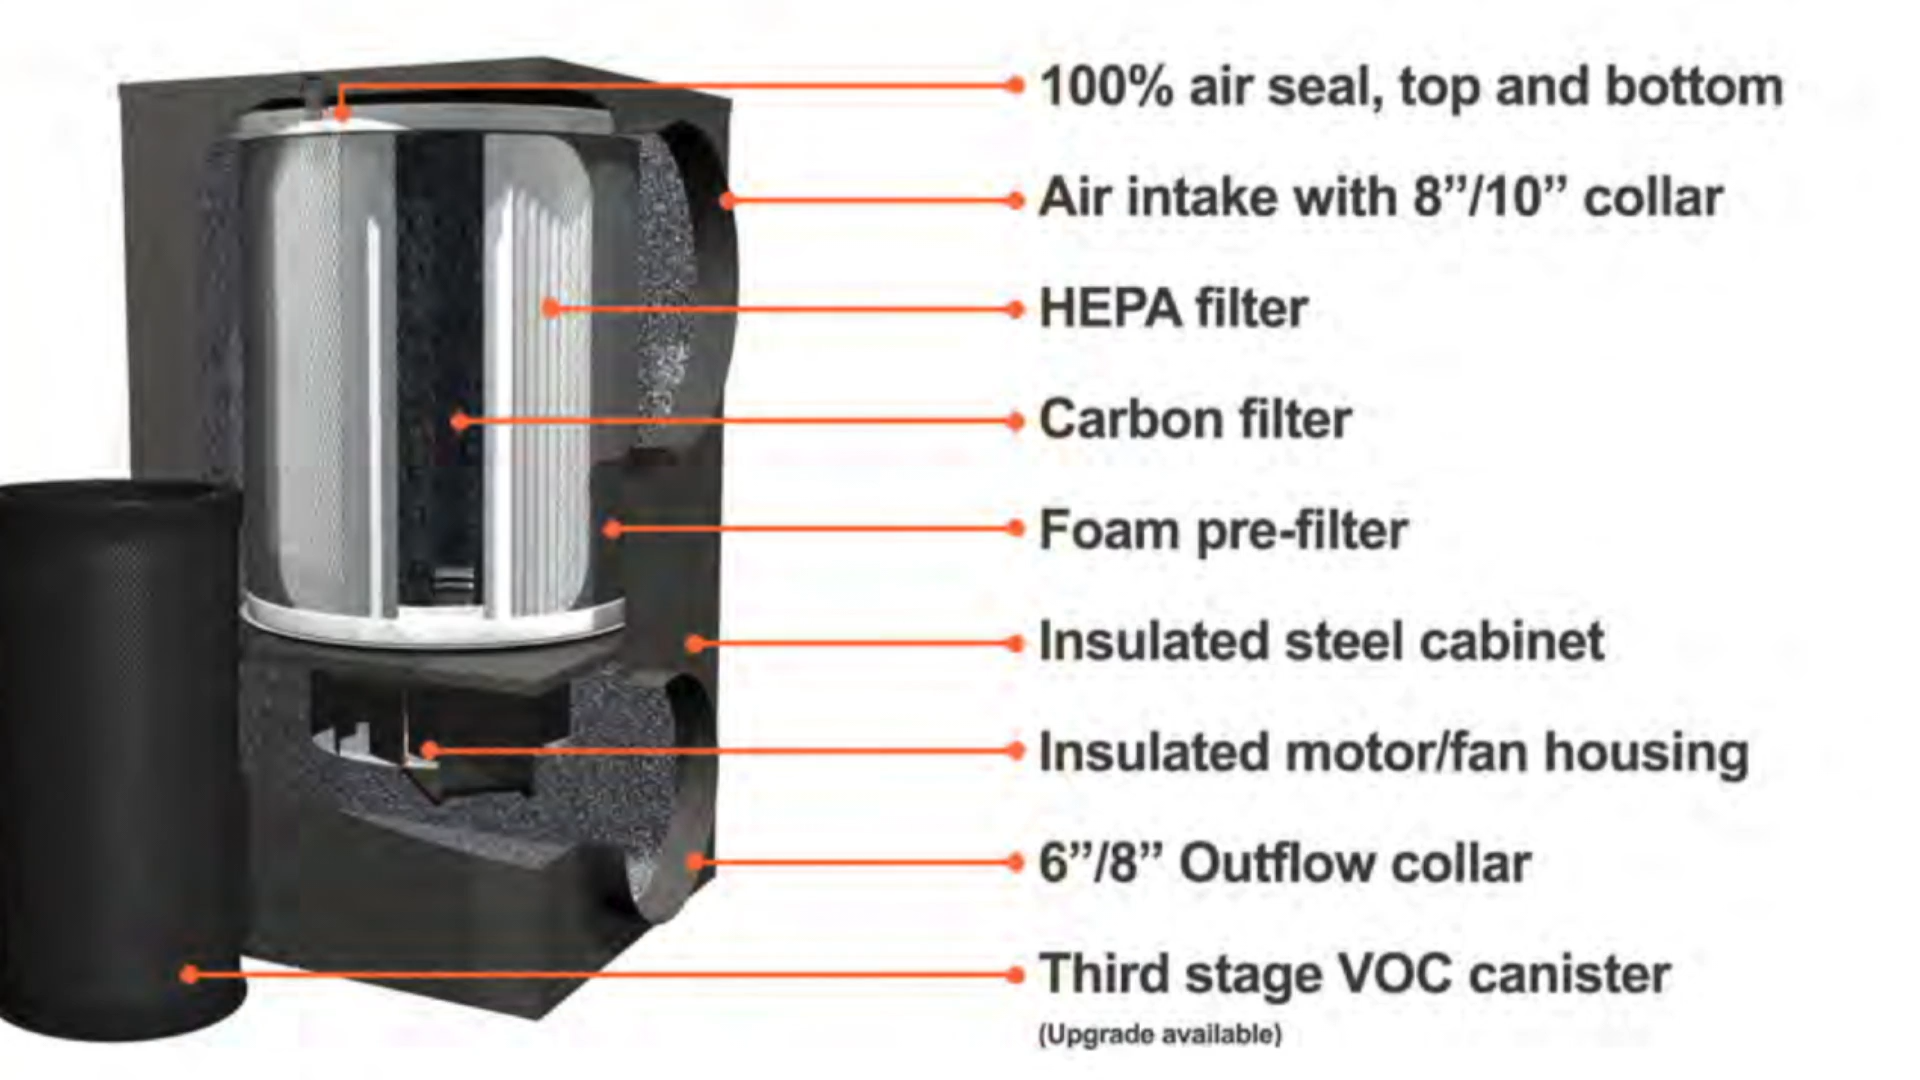 100% air seal, top and bottom
Air intake with 8”/10” collar
HEPA filter
Carbon filter
Foam pre-filter
Insulated steel cabinet
Insulated motor/fan housing
6”/8” Outflow collar
Third stage VOC canister
(Upgrade available)